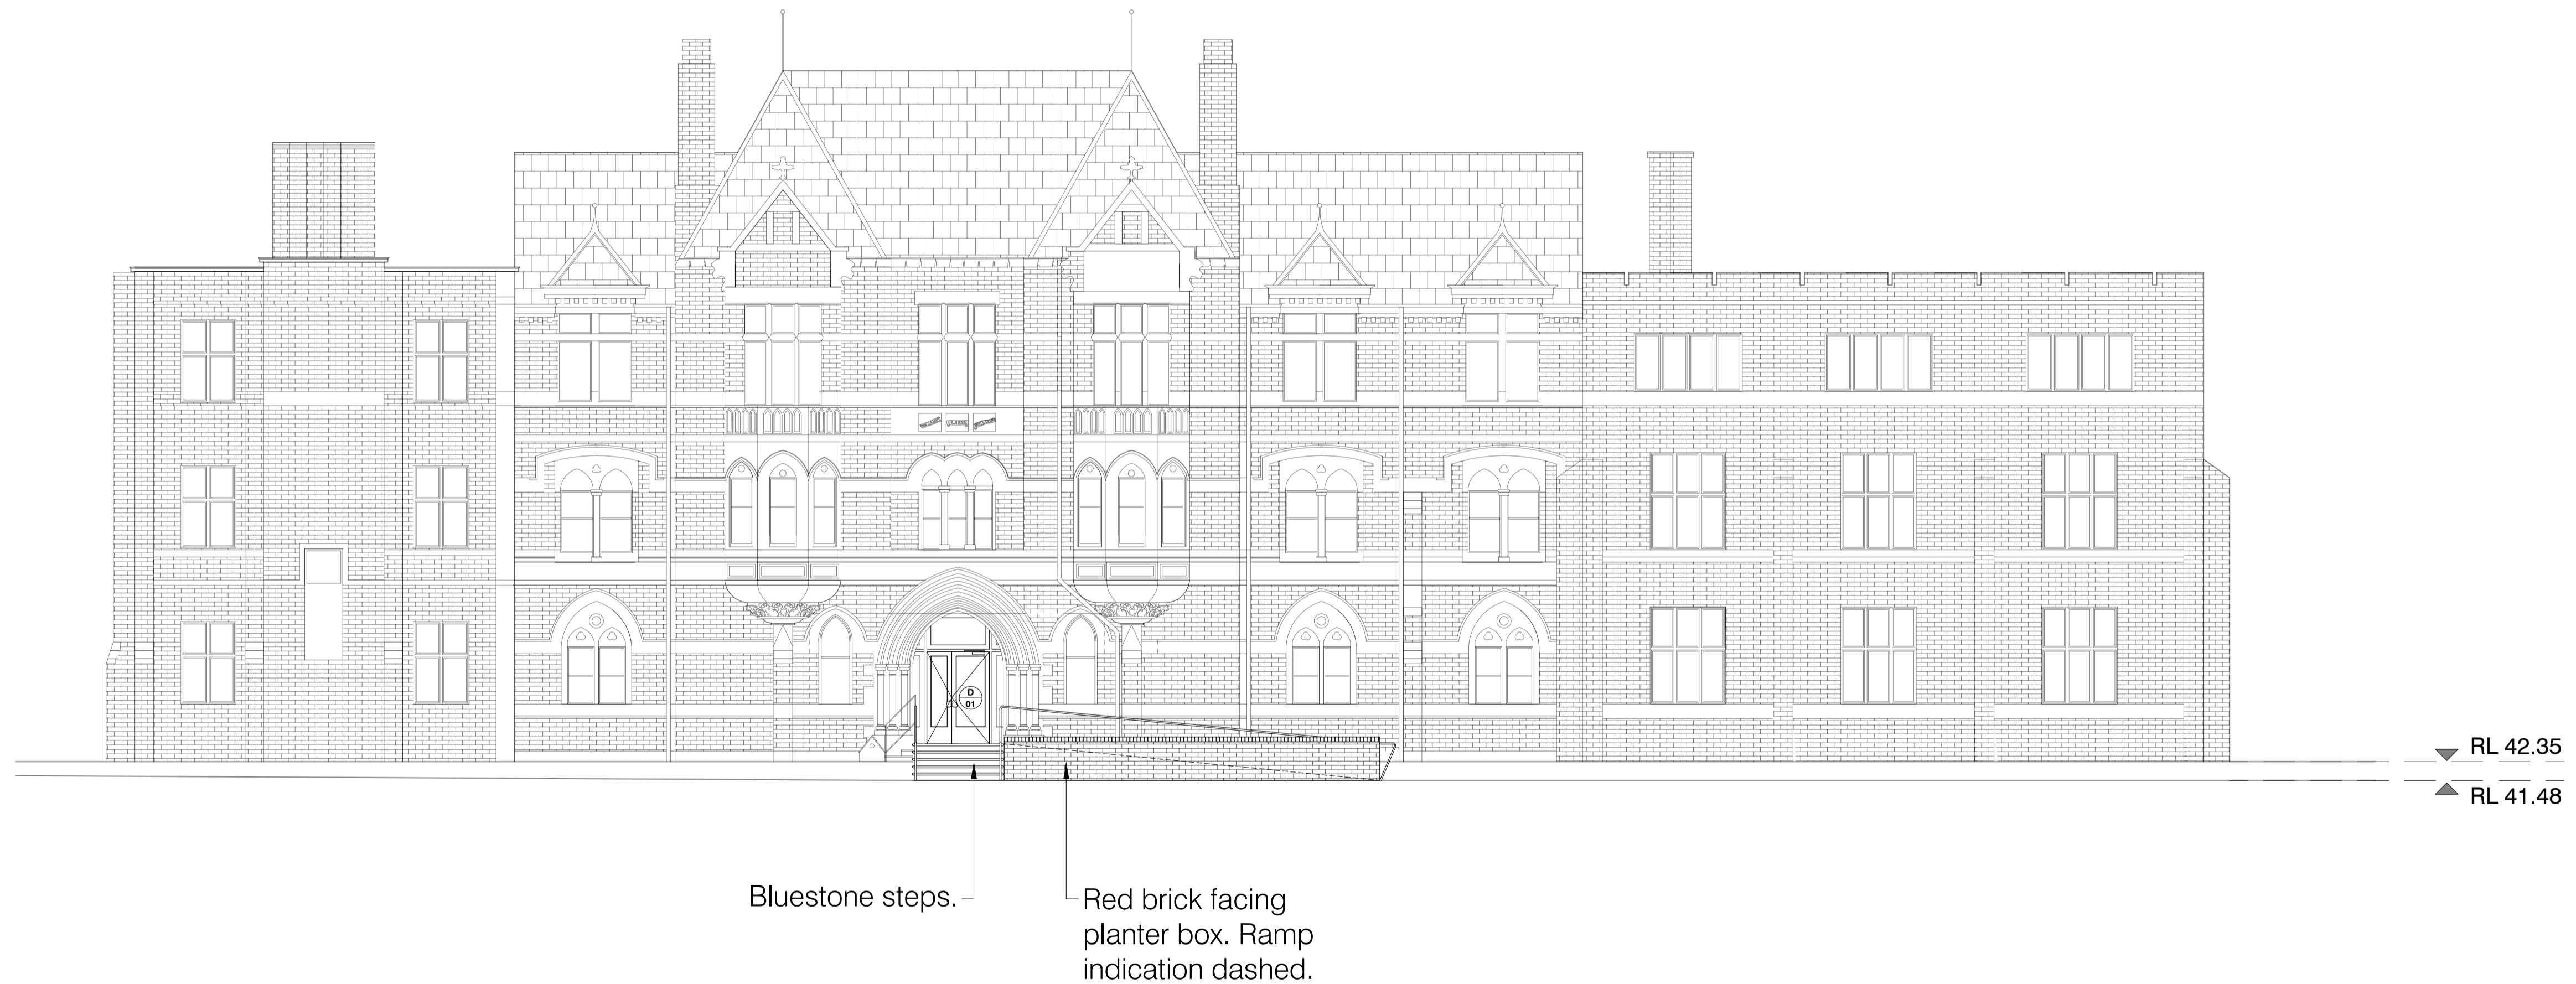 D
01
RL 42.35
RL 41.48
Bluestone steps.
Red brick facing
planter box. Ramp
indication dashed.